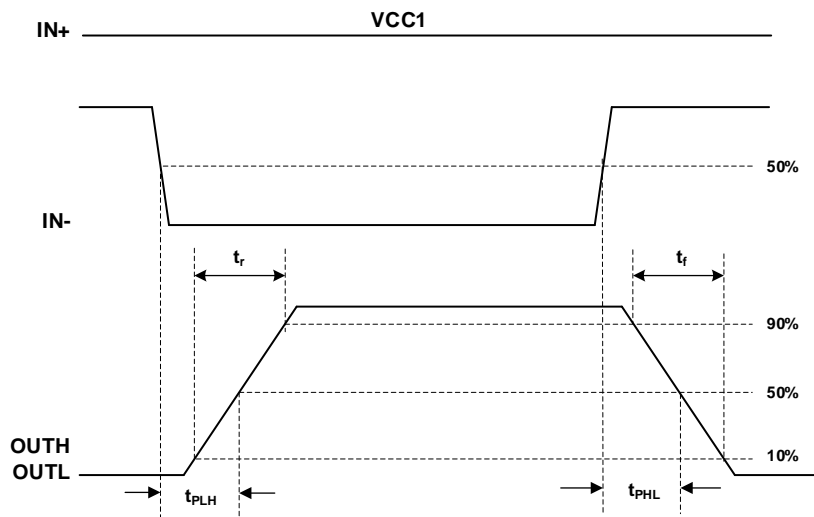 VCC1
IN+
50%
IN-
tr
tf
90%
50%
OUTH
OUTL
10%
tPLH
tPHL